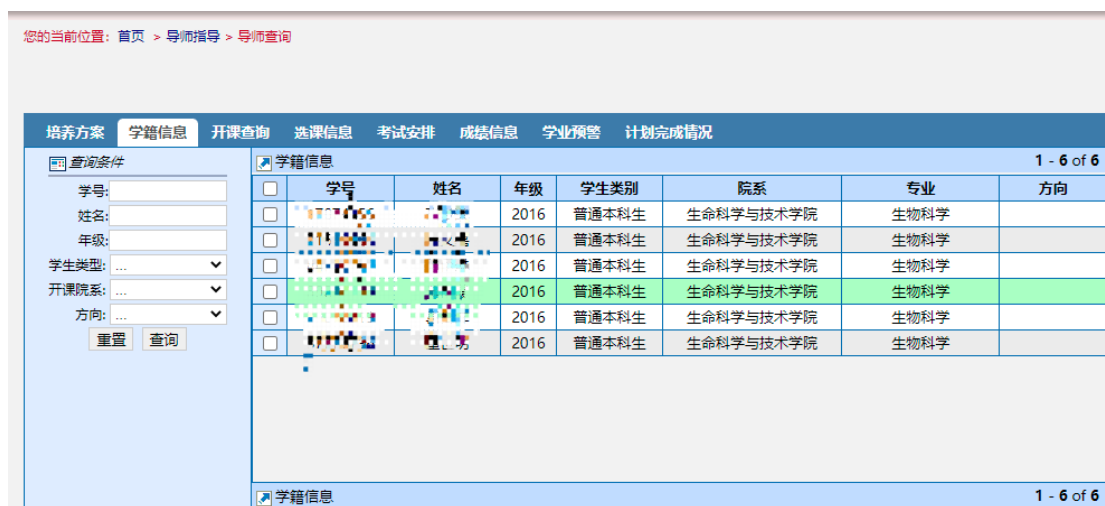 您的当前位置：首页 > 导师指导 > 导师查询
培养方案 学籍信息 开课查询 选课信息 考试安排 成绩信息 学业预警 计划完成情况
查询条件
学号:
姓名:
年级:
学生类型: ...
开课院系: ...
方向: ...
重置 查询
学籍信息 1 - 6 of 6
学号 姓名 年级 学生类别 院系 专业 方向
2016 普通本科生 生命科学与技术学院 生物科学
2016 普通本科生 生命科学与技术学院 生物科学
2016 普通本科生 生命科学与技术学院 生物科学
2016 普通本科生 生命科学与技术学院 生物科学
2016 普通本科生 生命科学与技术学院 生物科学
2016 普通本科生 生命科学与技术学院 生物科学
学籍信息 1 - 6 of 6